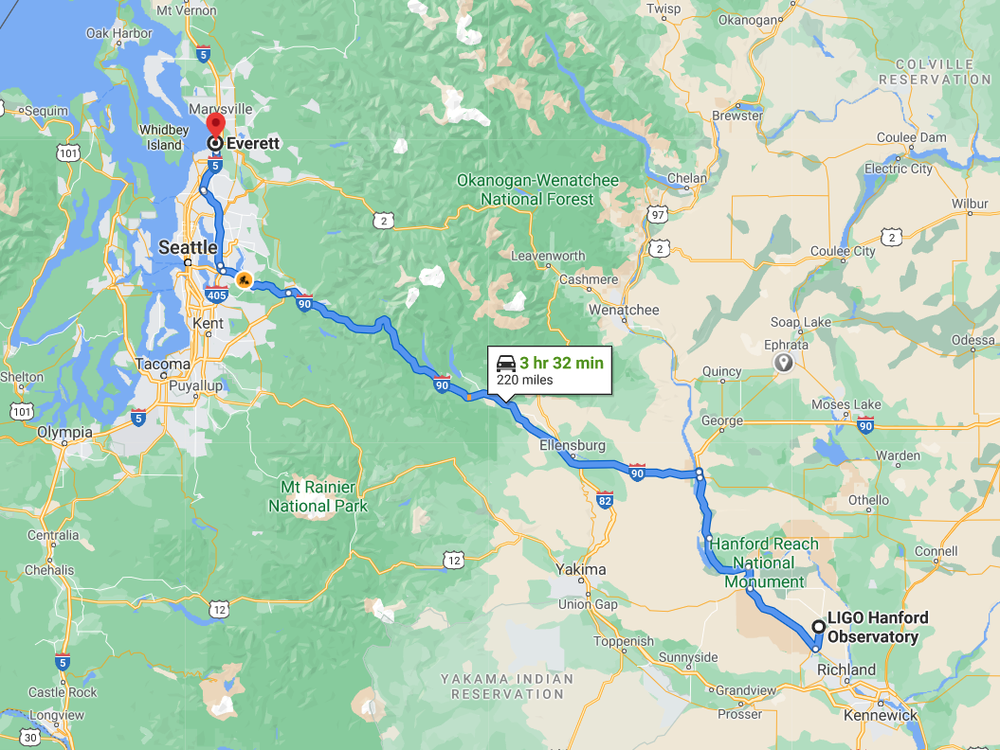 Mt Vernon
Twisp
Okanogan
Oak Harbor
5
COLVILLE
RESERVATION
Sequim
Marysville
Brewster
Whidbey
Island
Everett
101
Coulee Dam
5
Electric City
Chelan
Okanogan-Wenatchee
National Forest
Wilbur
2
97
2
2
Seattle
Coulee City
Leavenworth
Cashmere
405
90
Wenatchee
Kent
Soap Lake
Ephrata
Odessa
3 hr 32 min
220 miles
Tacoma
Quincy
Shelton
Puyallup
90
101
5
Moses Lake
George
90
Olympia
Ellensburg
Warden
90
Mt Rainier
National Park
82
Othello
Centralia
Hanford Reach
National
Monument
Connell
Chehalis
12
Yakima
Union Gap
12
LIGO Hanford
Observatory
Toppenish
5
Sunnyside
Richland
YAKAMA INDIAN
RESERVATION
Castle Rock
Grandview
Prosser
Longview
Kennewick
30